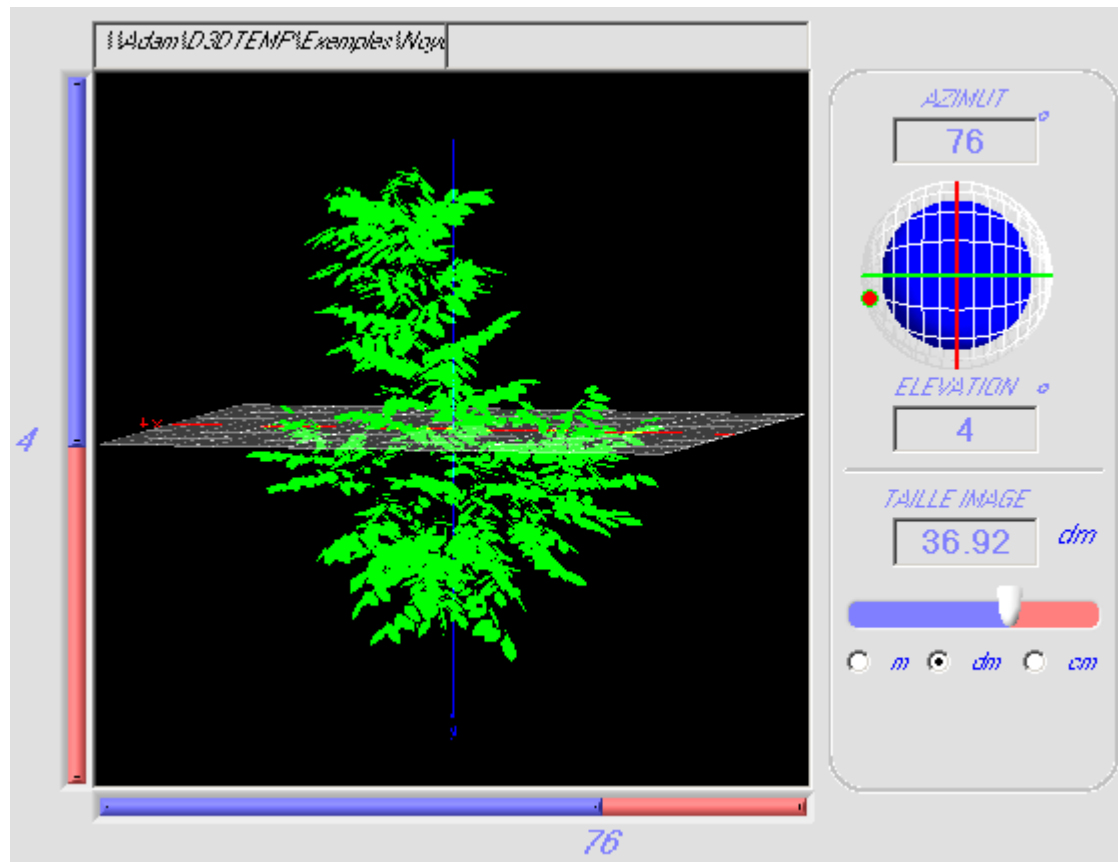 \\Adam\D3DTEMP\Exemples\Noy
AZIMUT °
76
+x
ELEVATION °
4
4
TAILLE IMAGE
36.92 dm
m dm cm
y
76